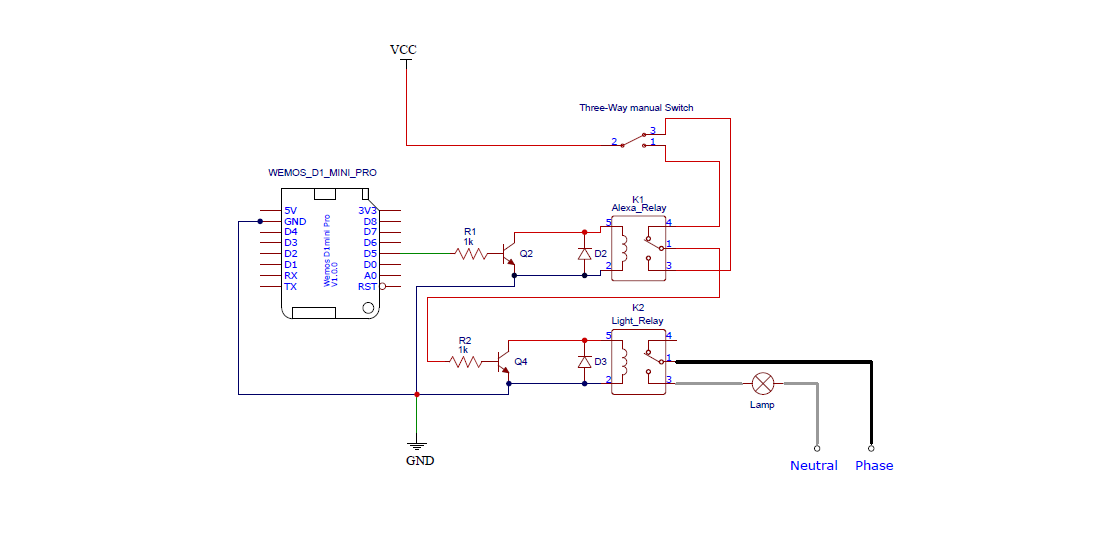 VCC
Three-Way manual Switch
3
2
1
WEMOS_D1_MINI_PRO
5V
GND
D4
D3
D2
D1
RX
TX
Wemos D1mini Pro
V1.0.0
3V3
D8
D7
D6
D5
D0
A0
RST
R1
1k
Q2
D2
K1
Alexa_Relay
5
4
1
2
3
K2
Light_Relay
R2
1k
Q4
D3
5
4
1
2
3
Lamp
GND
Neutral
Phase